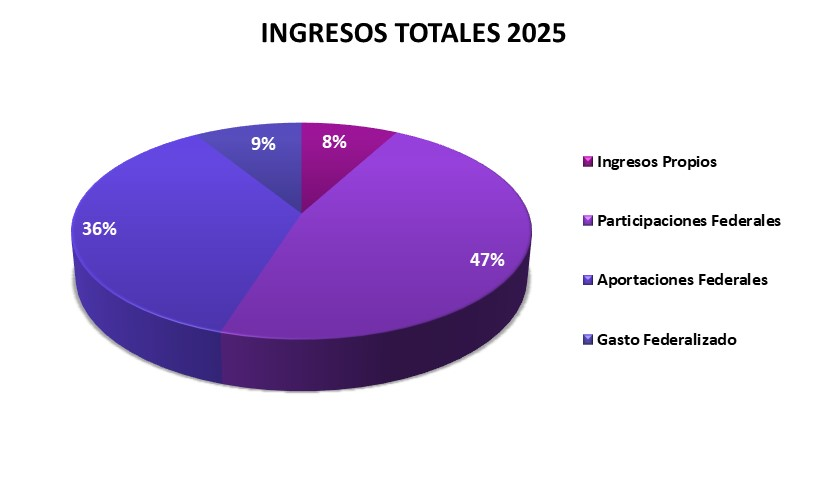 INGRESOS TOTALES 2025
9%
8%
36%
47%
Ingresos Propios
Participaciones Federales
Aportaciones Federales
Gasto Federalizado